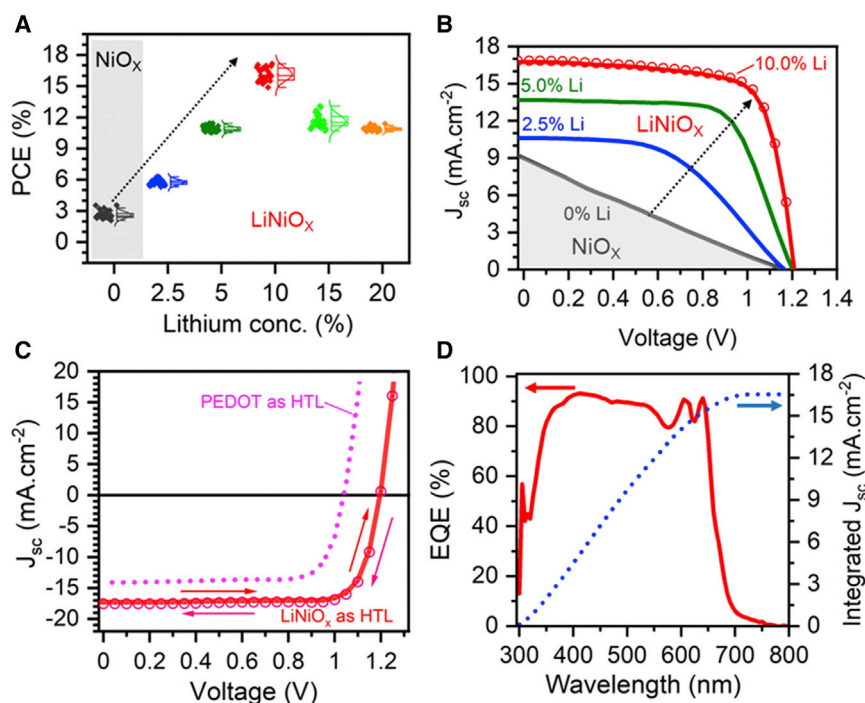 A
PCE (%)
18
15
12
9
6
3
0
NiOX
LiNiOX
0 2.5 5 10 15 20
Lithium conc. (%)
B
Jsc (mA.cm-2)
18
15
12
9
6
3
0
10.0% Li
5.0% Li
LiNiOX
2.5% Li
0% Li
NiOX
0 0.2 0.4 0.6 0.8 1 1.2 1.4
Voltage (V)
C
Jsc (mA.cm-2)
20
15
10
5
0
-5
-10
-15
-20
PEDOT as HTL
LiNiOx as HTL
0 0.2 0.4 0.6 0.8 1 1.2
Voltage (V)
D
EQE (%)
100
80
60
40
20
0
18
15
12
9
6
3
0
Integrated Jsc (mA.cm-2)
300 400 500 600 700 800
Wavelength (nm)